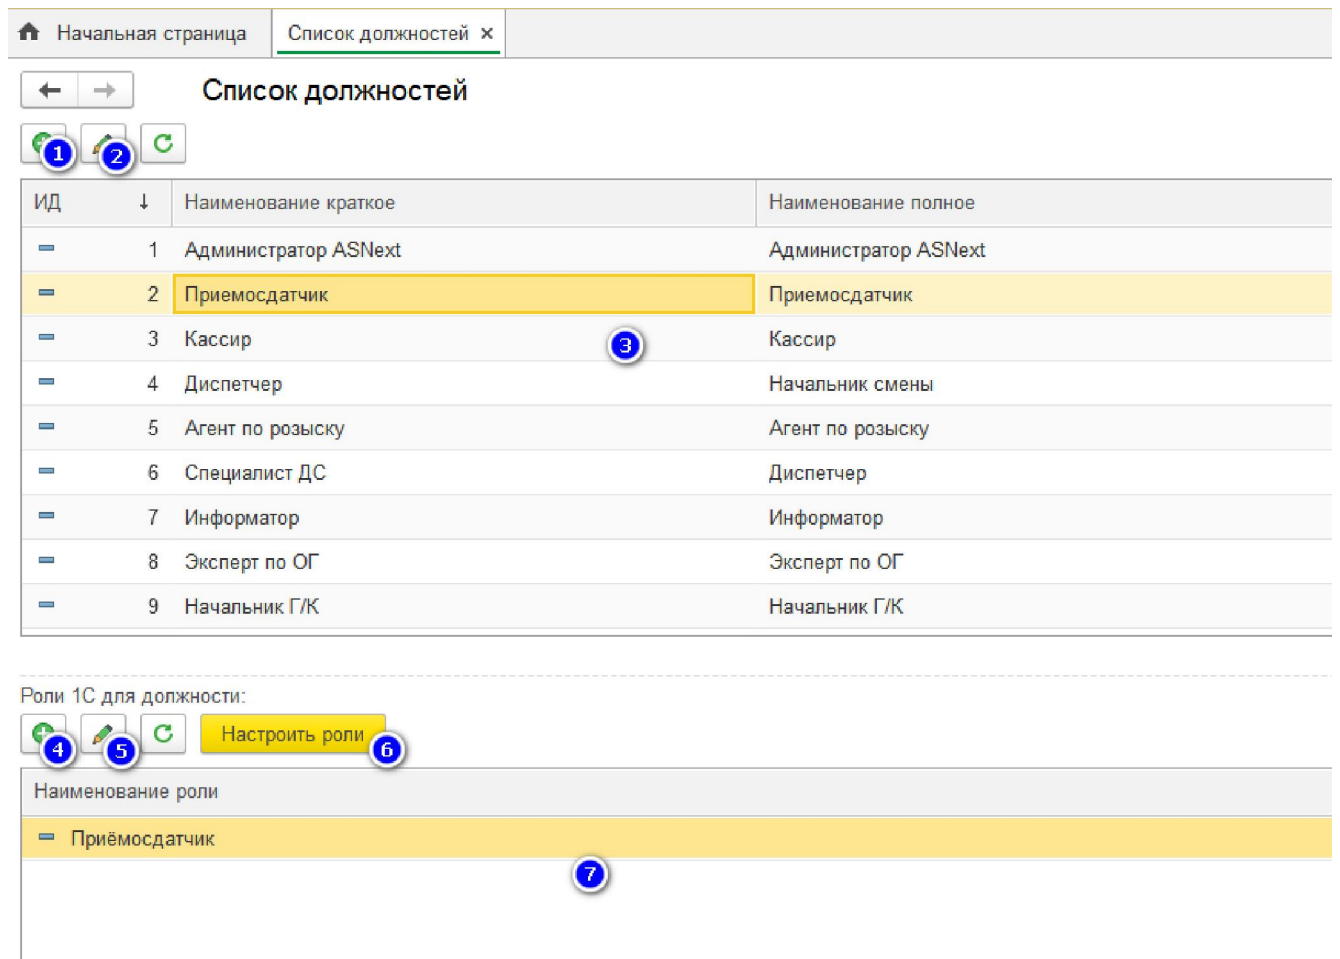 Начальная страница Список должностей ×
Список должностей
1 2
ИД ↓ Наименование краткое Наименование полное
1 Администратор ASNext Администратор ASNext
2 Приемосдатчик Приемосдатчик
3 Кассир 3 Кассир
4 Диспетчер Начальник смены
5 Агент по розыску Агент по розыску
6 Специалист ДС Диспетчер
7 Информатор Информатор
8 Эксперт по ОГ Эксперт по ОГ
9 Начальник Г/К Начальник Г/К
Роли 1С для должности:
4 5 Настроить роли 6
Наименование роли
Приёмосдатчик
7